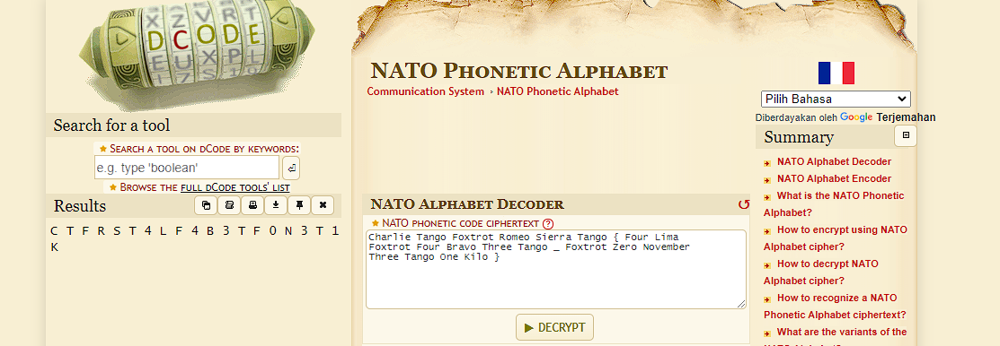 X Z V R T
DCODE
E U X P L
NATO Phonetic Alphabet
Communication System › NATO Phonetic Alphabet
Pilih Bahasa
Diberdayakan oleh Google Terjemahan
Search for a tool
Search a tool on dCode by keywords:
e.g. type 'boolean'
Browse the full dCode tools' list
Results
C T F R S T 4 L F 4 B 3 T F 0 N 3 T 1
K
NATO Alphabet Decoder
NATO phonetic code ciphertext (?)
Charlie Tango Foxtrot Romeo Sierra Tango { Four Lima
Foxtrot Four Bravo Three Tango _ Foxtrot Zero November
Three Tango One Kilo }
▶ DECRYPT
Summary
NATO Alphabet Decoder
NATO Alphabet Encoder
What is the NATO Phonetic
Alphabet?
How to encrypt using NATO
Alphabet cipher?
How to decrypt NATO
Alphabet cipher?
How to recognize a NATO
Phonetic Alphabet ciphertext?
What are the variants of the